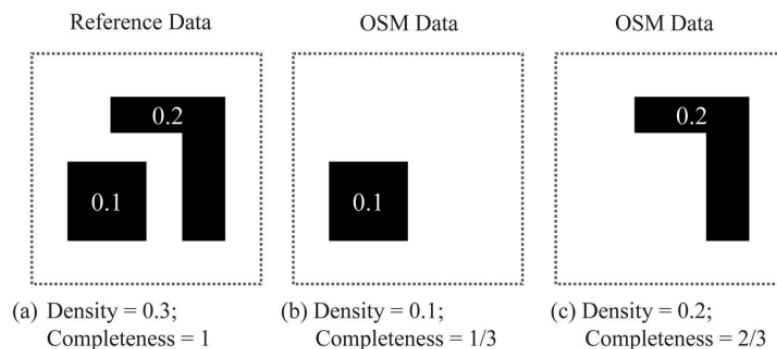 Reference Data
OSM Data
OSM Data
0.2
0.1
0.1
0.2
(a) Density = 0.3;
Completeness = 1
(b) Density = 0.1;
Completeness = 1/3
(c) Density = 0.2;
Completeness = 2/3